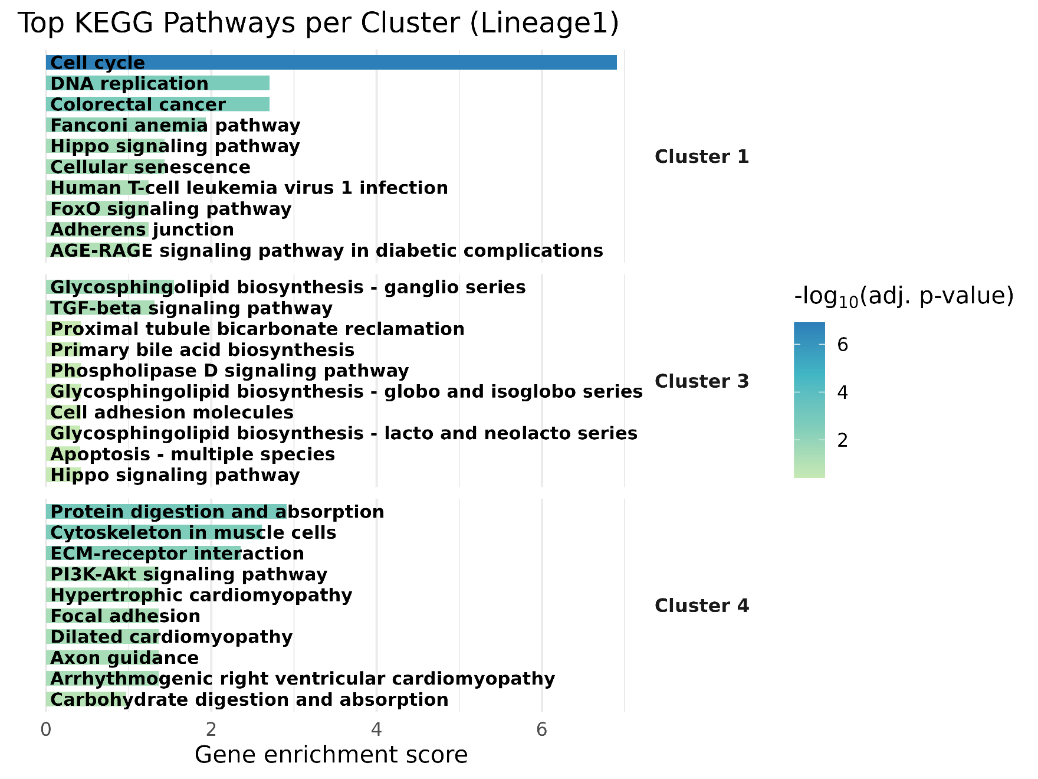 Top KEGG Pathways per Cluster (Lineage1)
Cell cycle
DNA replication
Colorectal cancer
Fanconi anemia pathway
Hippo signaling pathway
Cellular senescence
Human T-cell leukemia virus 1 infection
FoxO signaling pathway
Adherens junction
AGE-RAGE signaling pathway in diabetic complications
Cluster 1
Glycosphingolipid biosynthesis - ganglio series
TGF-beta signaling pathway
Proximal tubule bicarbonate reclamation
Primary bile acid biosynthesis
Phospholipase D signaling pathway
Glycosphingolipid biosynthesis - globo and isoglobo series
Cell adhesion molecules
Glycosphingolipid biosynthesis - lacto and neolacto series
Apoptosis - multiple species
Hippo signaling pathway
Cluster 3
Protein digestion and absorption
Cytoskeleton in muscle cells
ECM-receptor interaction
PI3K-Akt signaling pathway
Hypertrophic cardiomyopathy
Focal adhesion
Dilated cardiomyopathy
Axon guidance
Arrhythmogenic right ventricular cardiomyopathy
Carbohydrate digestion and absorption
Cluster 4
0 2 4 6
Gene enrichment score
-log10(adj. p-value)
6
4
2